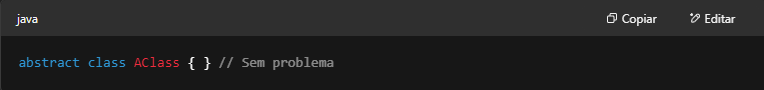 java
Copiar
Editar
abstract class AClass { } // Sem problema